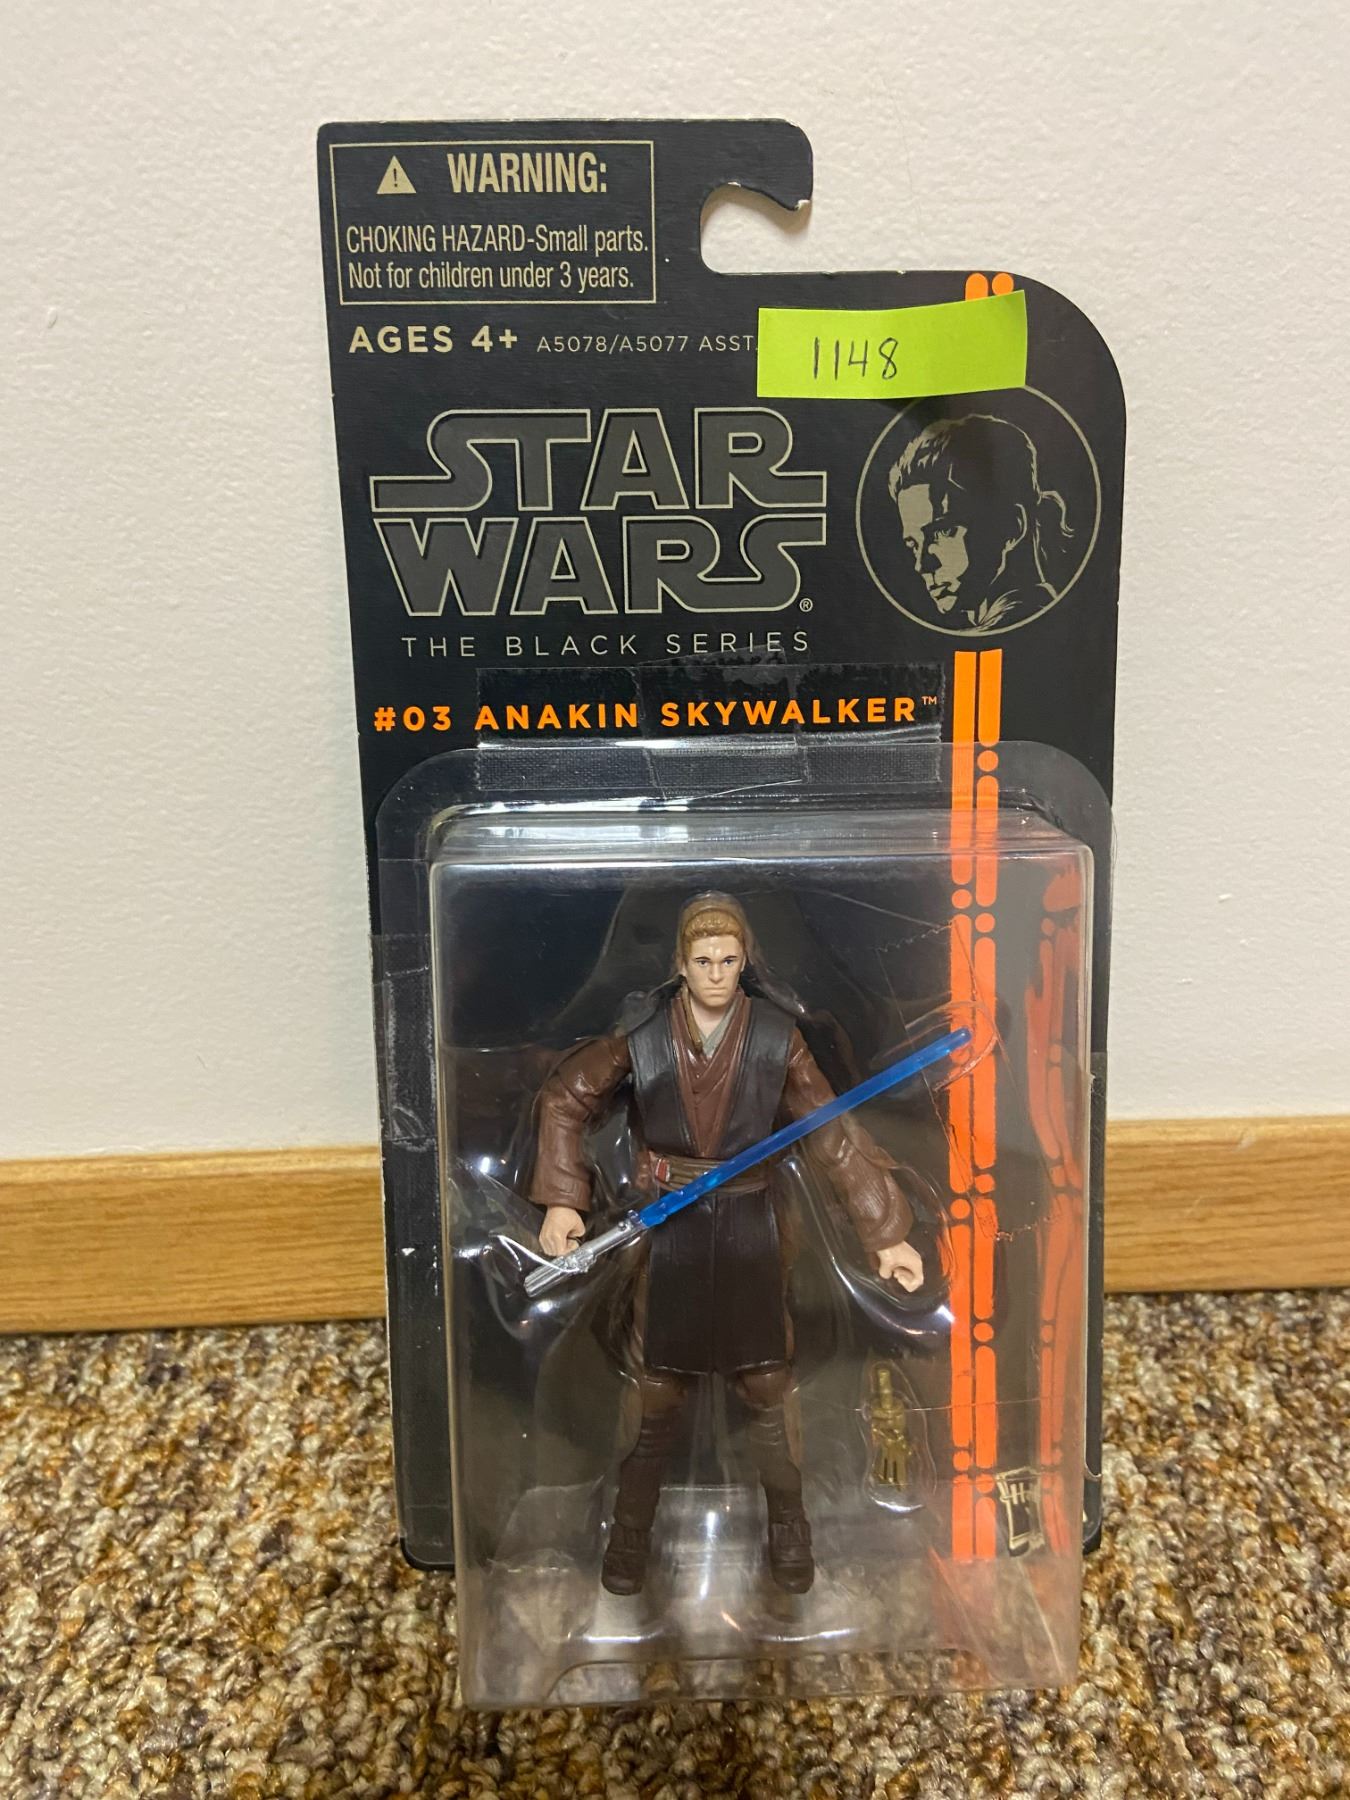 WARNING:
CHOKING HAZARD-Small parts.
Not for children under 3 years.
AGES 4+ A5078/A5077 ASST.
1148
STAR
WARS®
THE BLACK SERIES
#03 ANAKIN SKYWALKER™